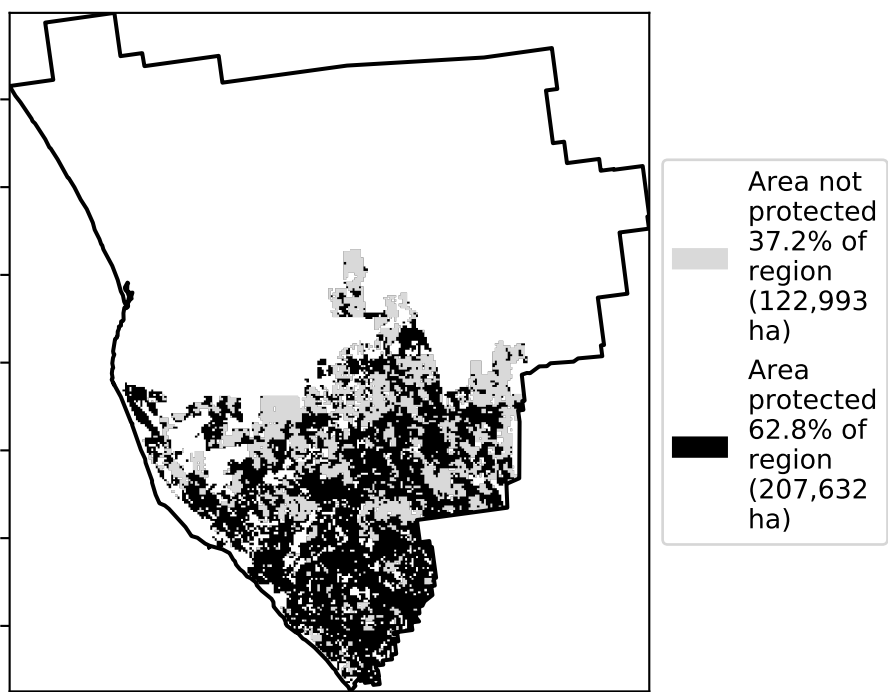 Area not
protected
37.2% of
region
(122,993
ha)
Area
protected
62.8% of
region
(207,632
ha)